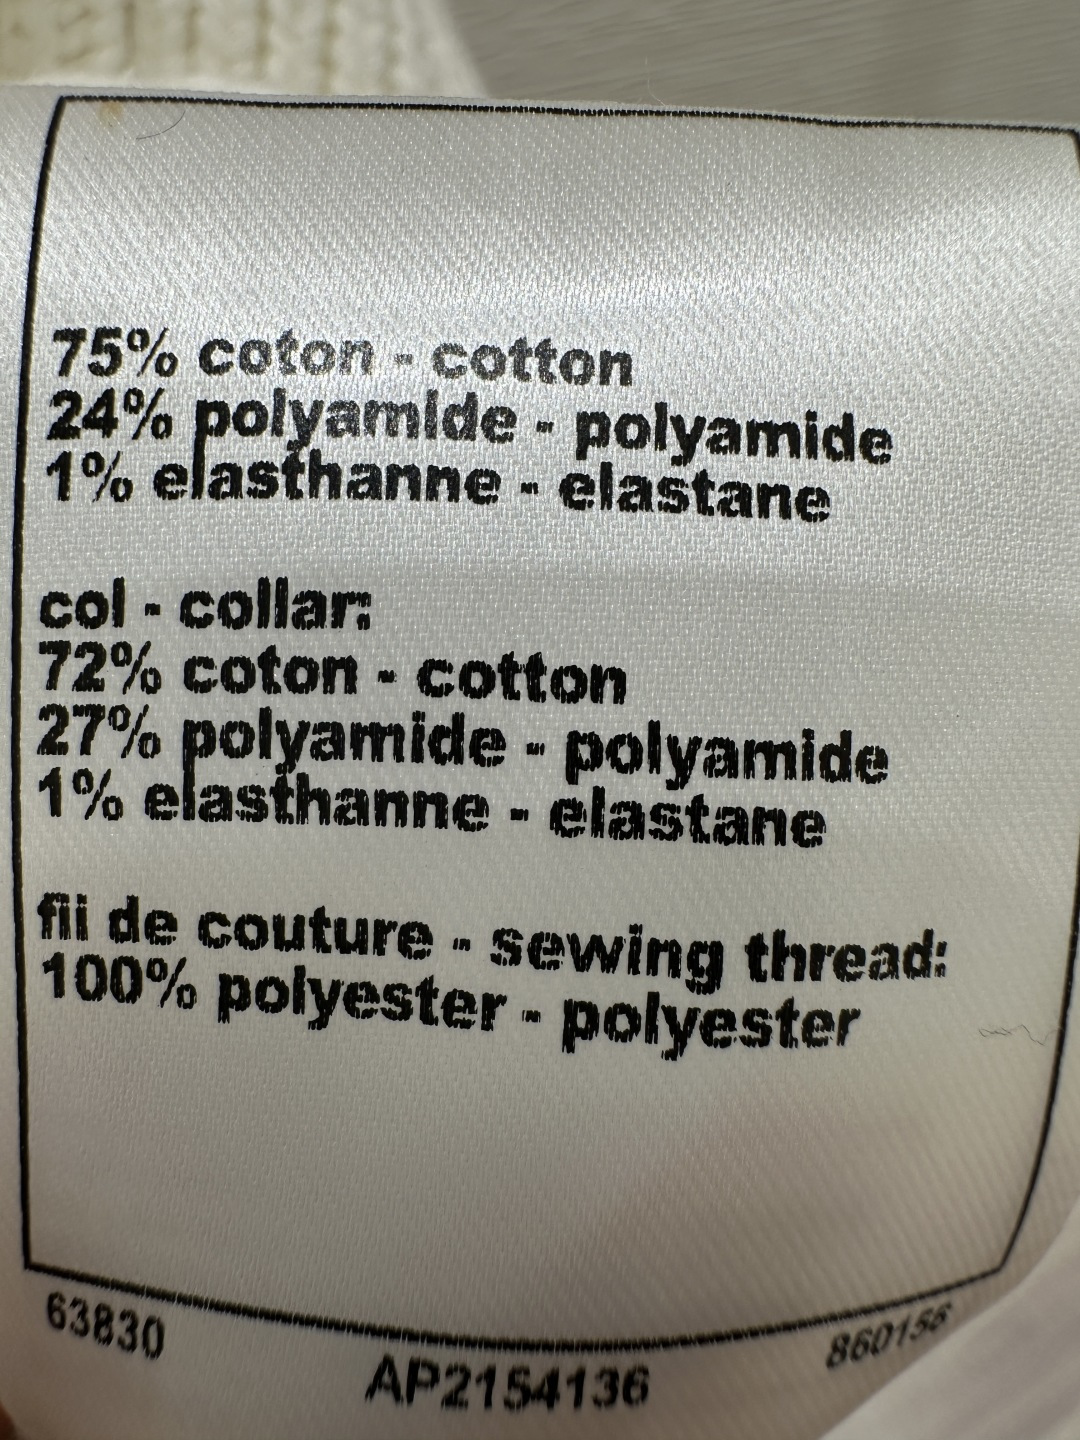 75% coton - cotton
24% polyamide - polyamide
1% elasthanne - elastane
col - collar:
72% coton - cotton
27% polyamide - polyamide
1% elasthanne - elastane
fil de couture - sewing thread:
100% polyester - polyester
63830
AP2154136
860156